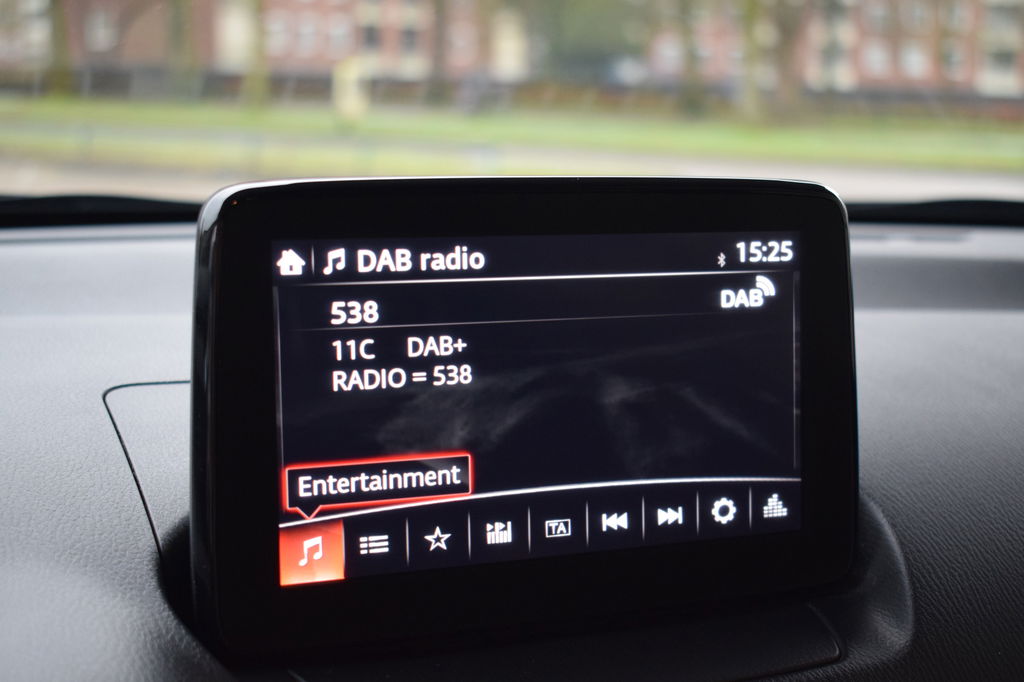 DAB radio 15:25
538 DAB
11C DAB+
RADIO = 538
Entertainment
TA